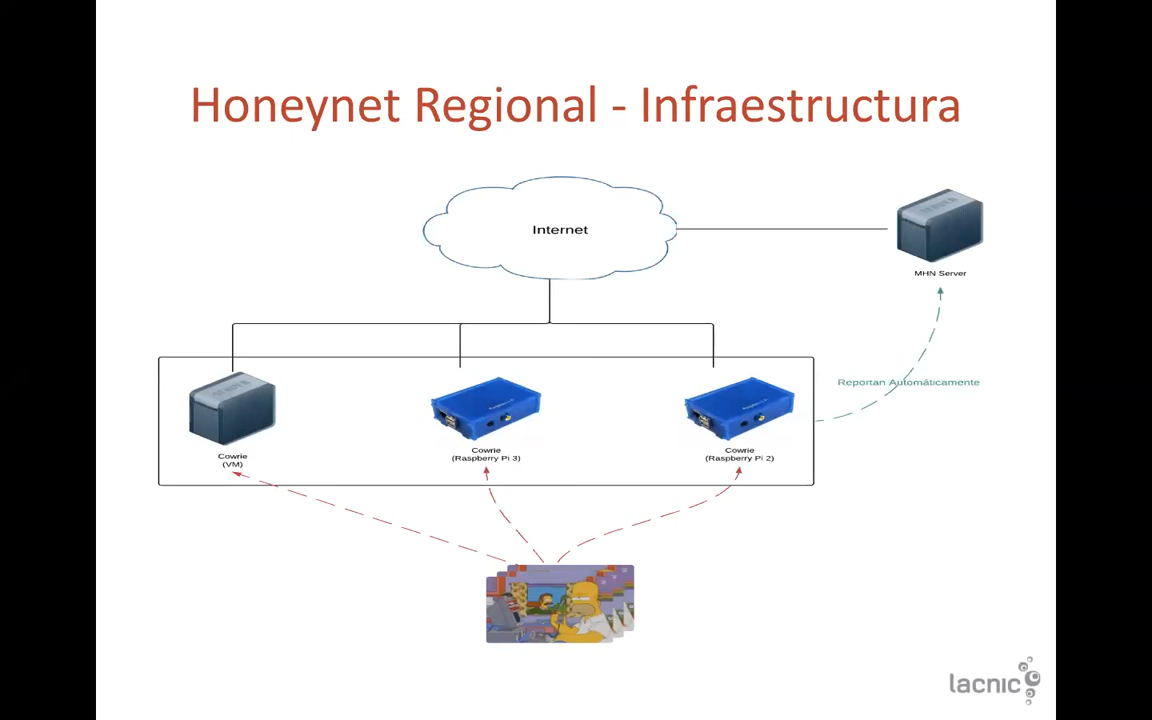 Honeynet Regional - Infraestructura
Internet
MHN Server
Reportan Automáticamente
Cowrie
(VM)
Cowrie
(Raspberry Pi 3)
Cowrie
(Raspberry Pi 2)
lacnic